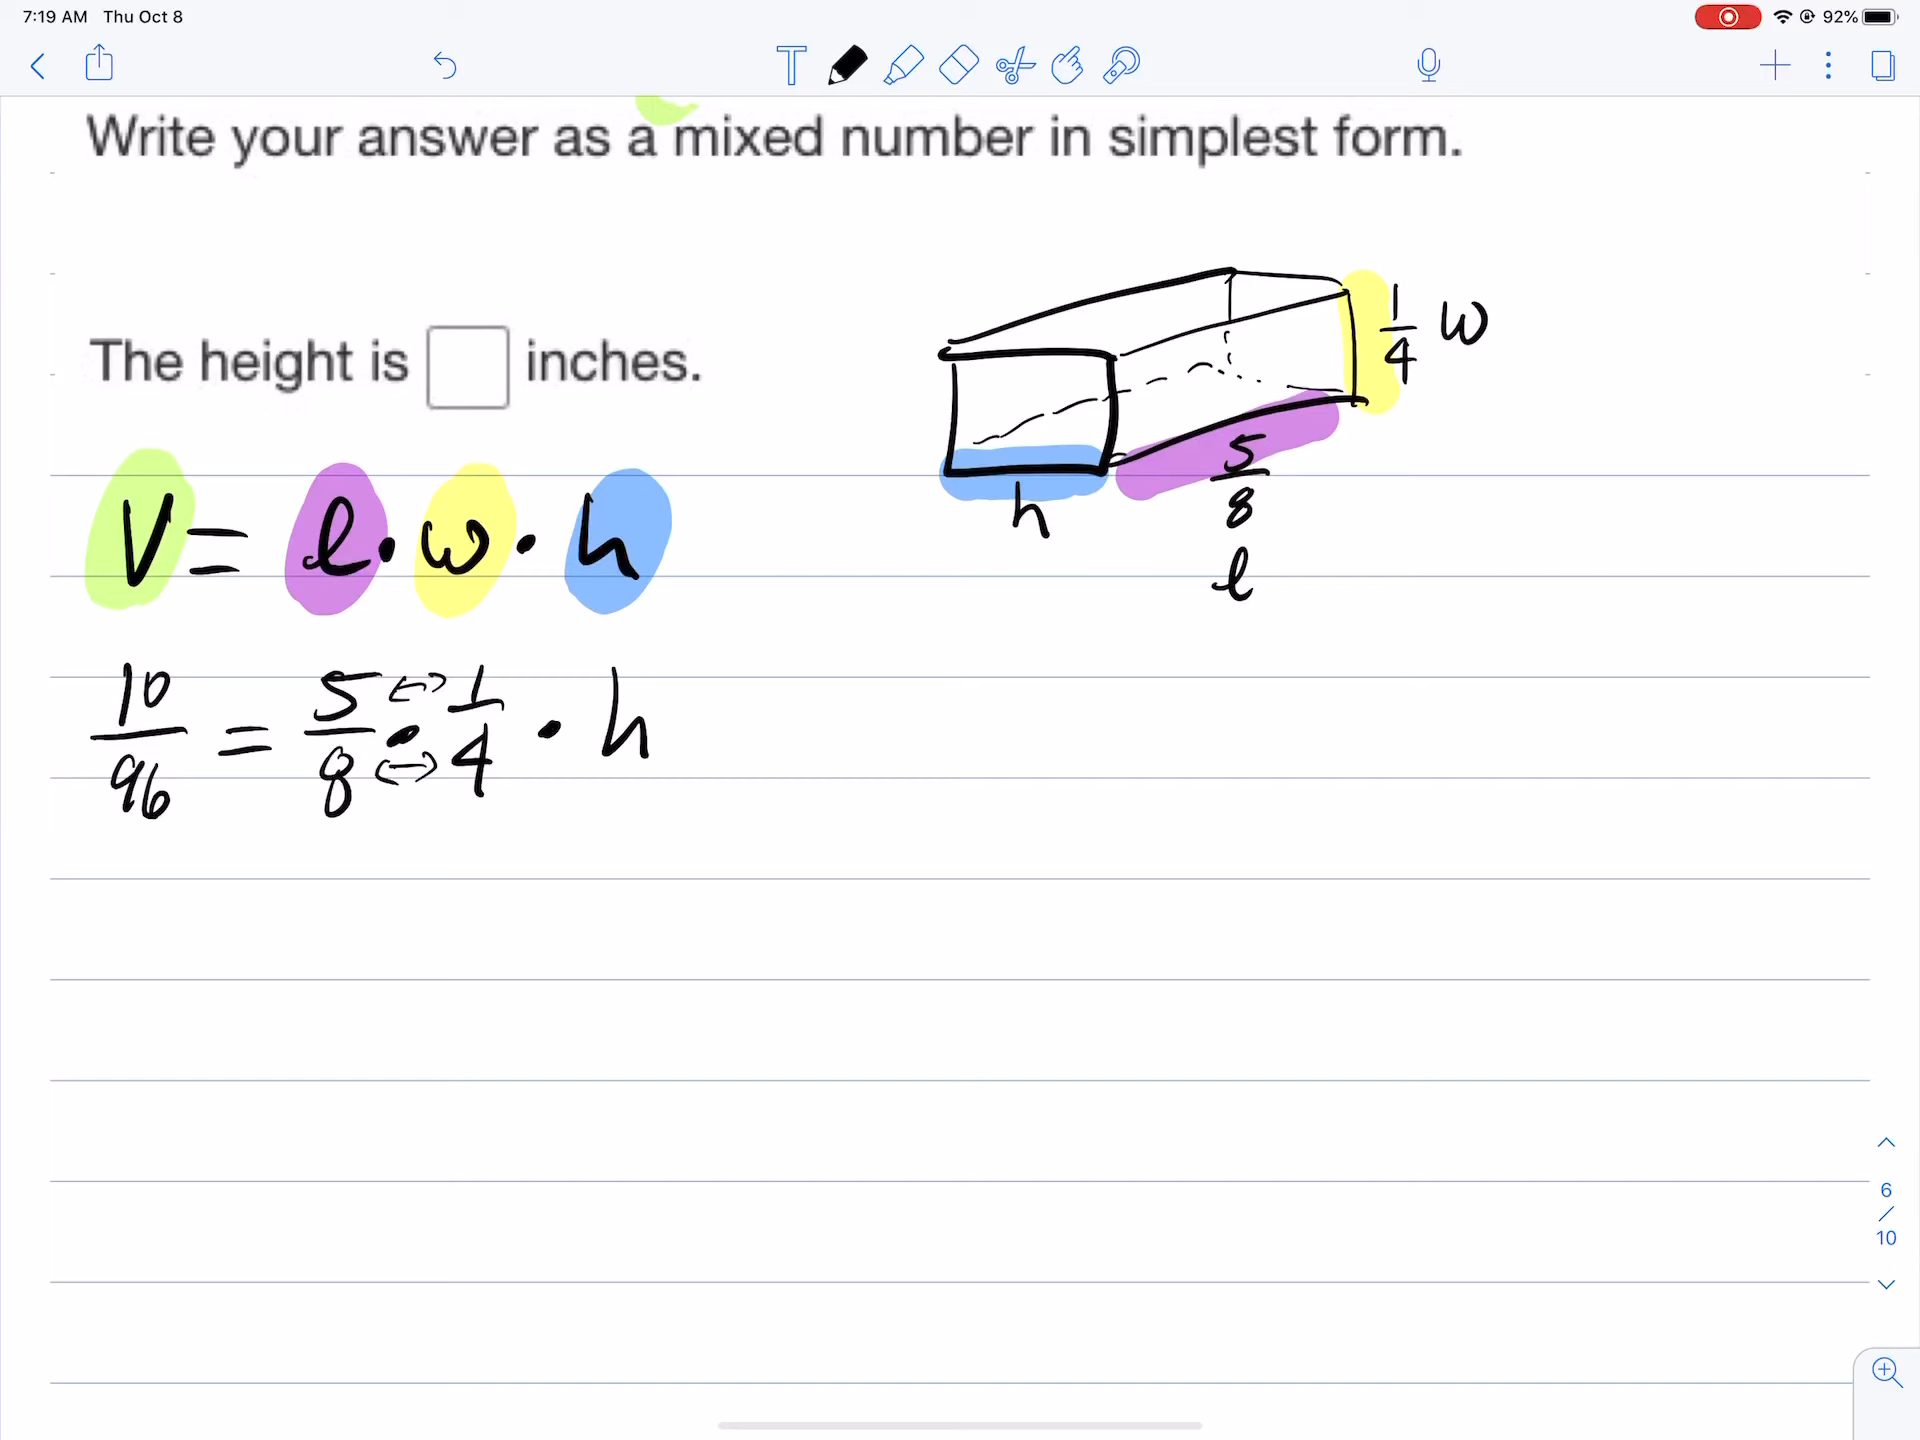 7:19 AM Thu Oct 8 92%
T
Write your answer as a mixed number in simplest form.
The height is inches.
1/4 w
5/8
h
l
V = l · w · h
10/96 = 5/8 ↔ · ↔ 1/4 · h
6
/
10